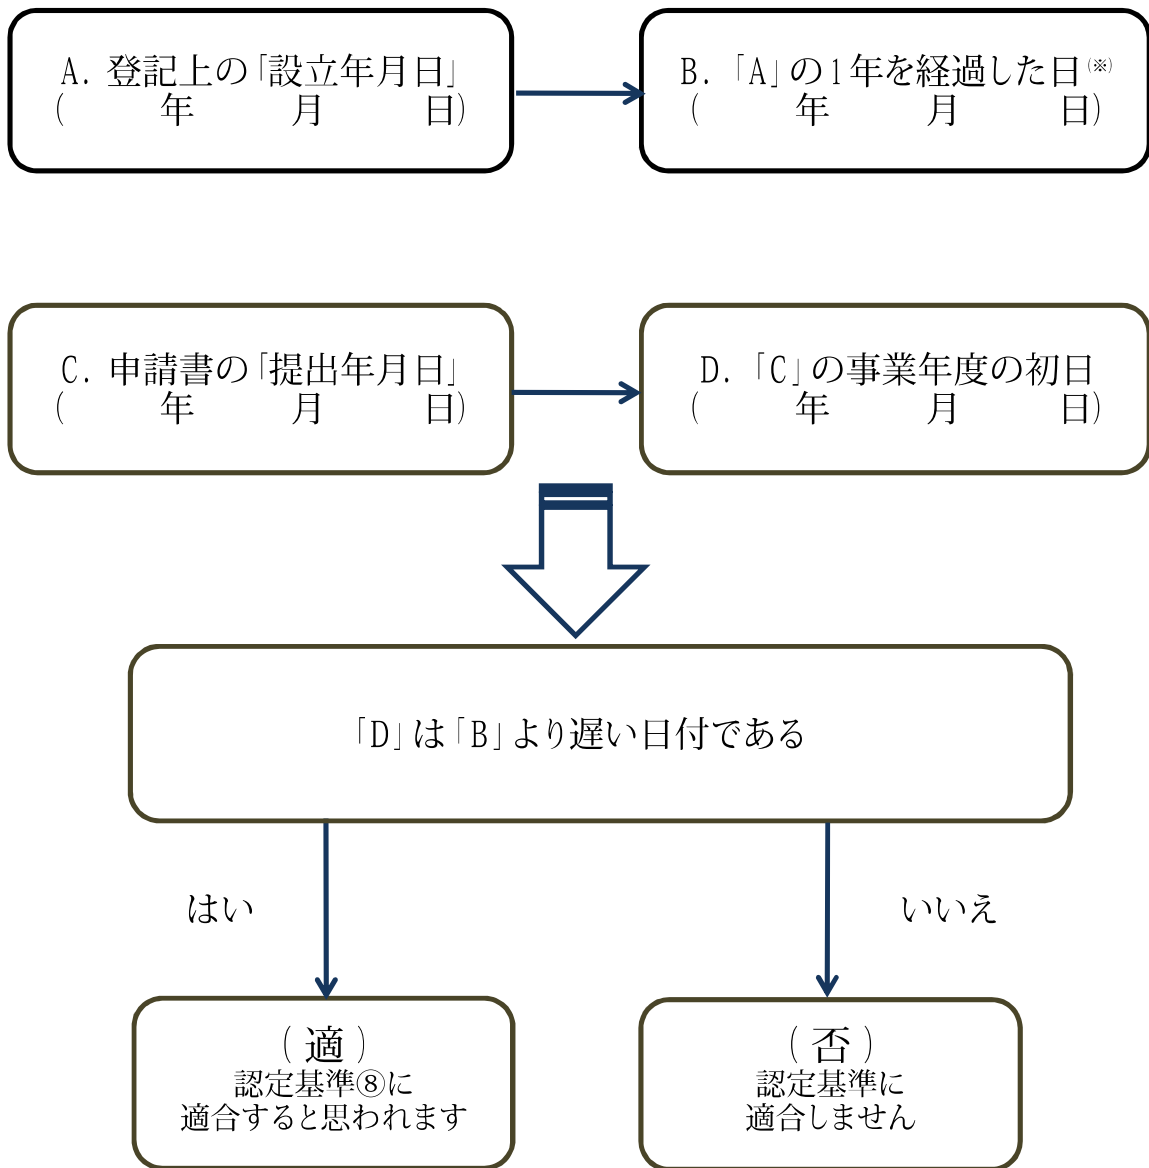 A. 登記上の「設立年月日」
(　　　年　　　月　　　日)
B. 「A」の1年を経過した日(※)
(　　　年　　　月　　　日)
C. 申請書の「提出年月日」
(　　　年　　　月　　　日)
D. 「C」の事業年度の初日
(　　　年　　　月　　　日)
「D」は「B」より遅い日付である
はい
いいえ
( 適 )
認定基準⑧に
適合すると思われます
( 否 )
認定基準に
適合しません